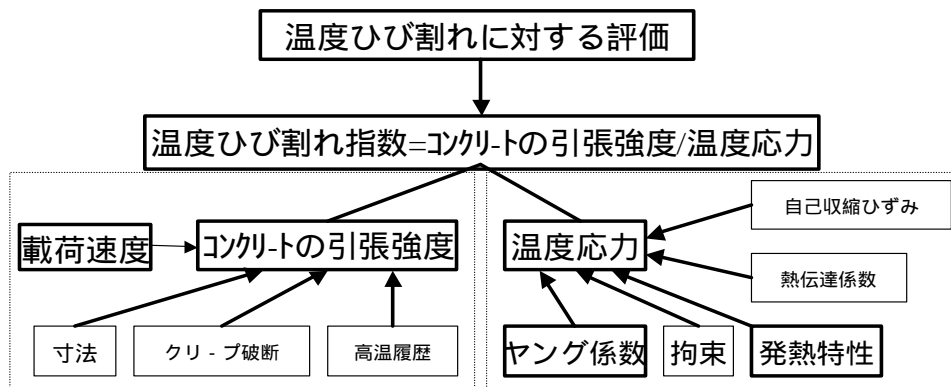 温度ひび割れに対する評価
温度ひび割れ指数=ｺﾝｸﾘ-ﾄの引張強度/温度応力
自己収縮ひずみ
載荷速度
ｺﾝｸﾘ-ﾄの引張強度
温度応力
熱伝達係数
寸法
クリ‐プ破断
高温履歴
ヤング係数
拘束
発熱特性